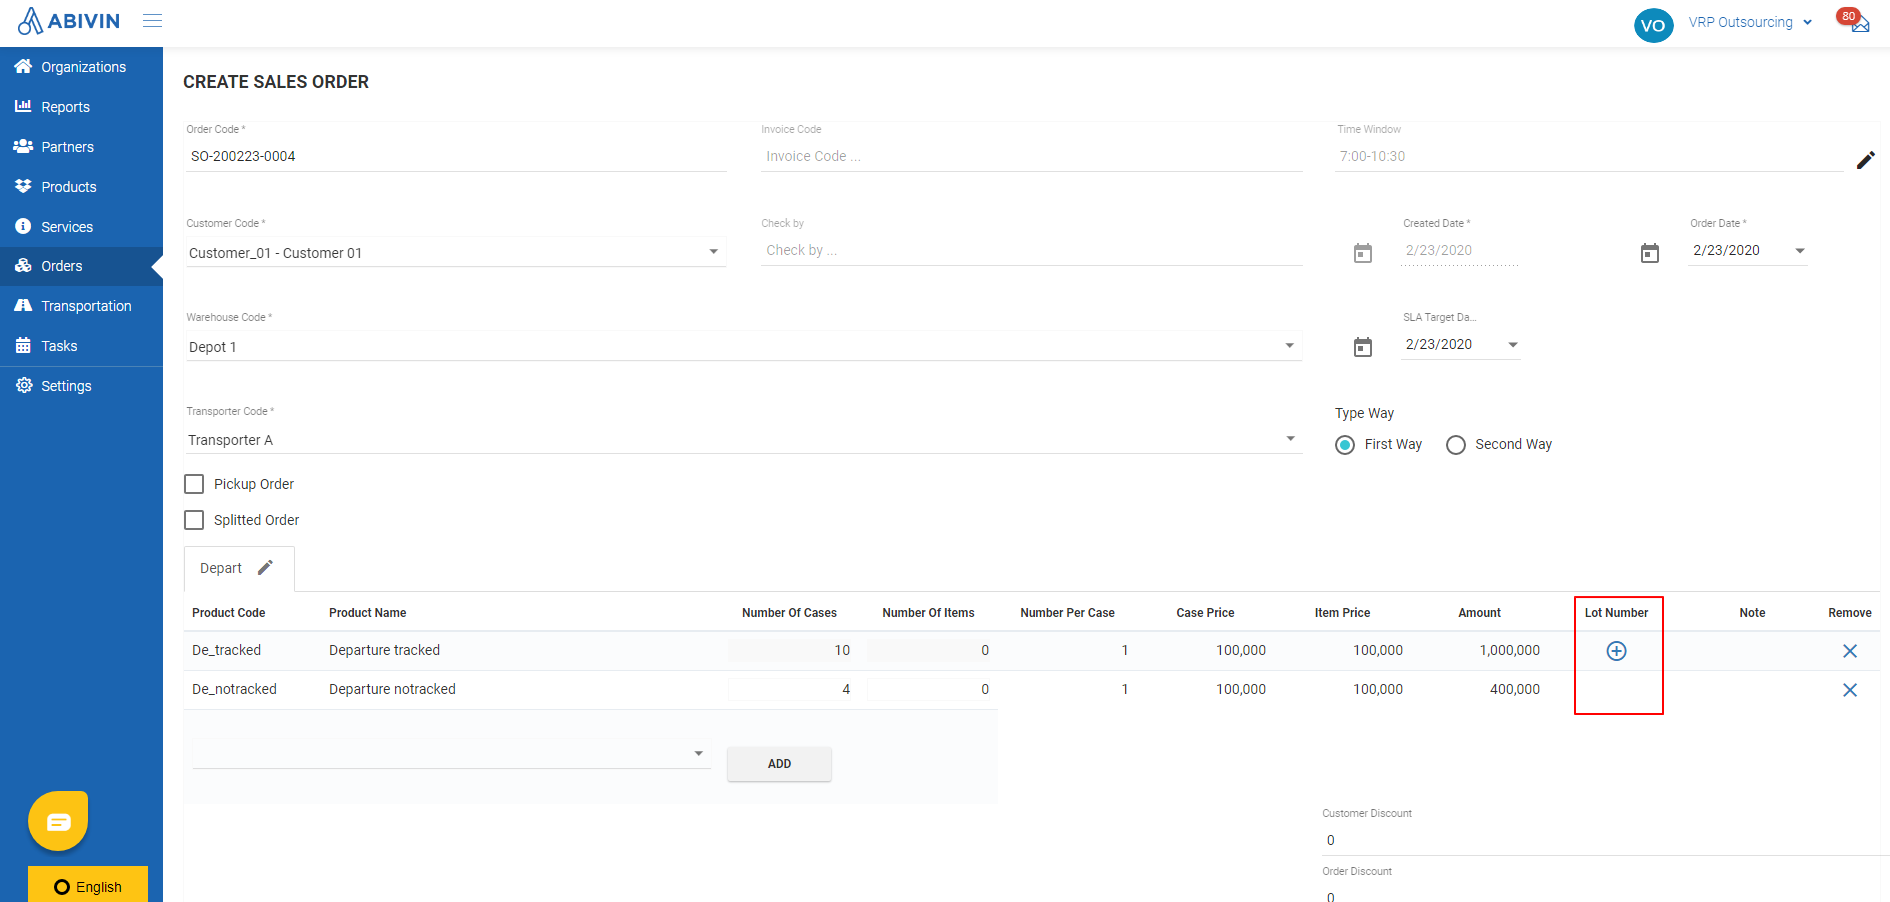 ABIVIN
VO
VRP Outsourcing
80
Organizations
Reports
Partners
Products
Services
Orders
Transportation
Tasks
Settings
English
CREATE SALES ORDER
Order Code *
SO-200223-0004
Invoice Code
Invoice Code ...
Time Window
7:00-10:30
Customer Code *
Customer_01 - Customer 01
Check by
Check by ...
Created Date *
2/23/2020
Order Date *
2/23/2020
Warehouse Code *
Depot 1
SLA Target Da...
2/23/2020
Transporter Code *
Transporter A
Type Way
First Way Second Way
Pickup Order
Splitted Order
Depart
Product Code Product Name Number Of Cases Number Of Items Number Per Case Case Price Item Price Amount Lot Number Note Remove
De_tracked Departure tracked 10 0 1 100,000 100,000 1,000,000
De_notracked Departure notracked 4 0 1 100,000 100,000 400,000
ADD
Customer Discount
0
Order Discount
0